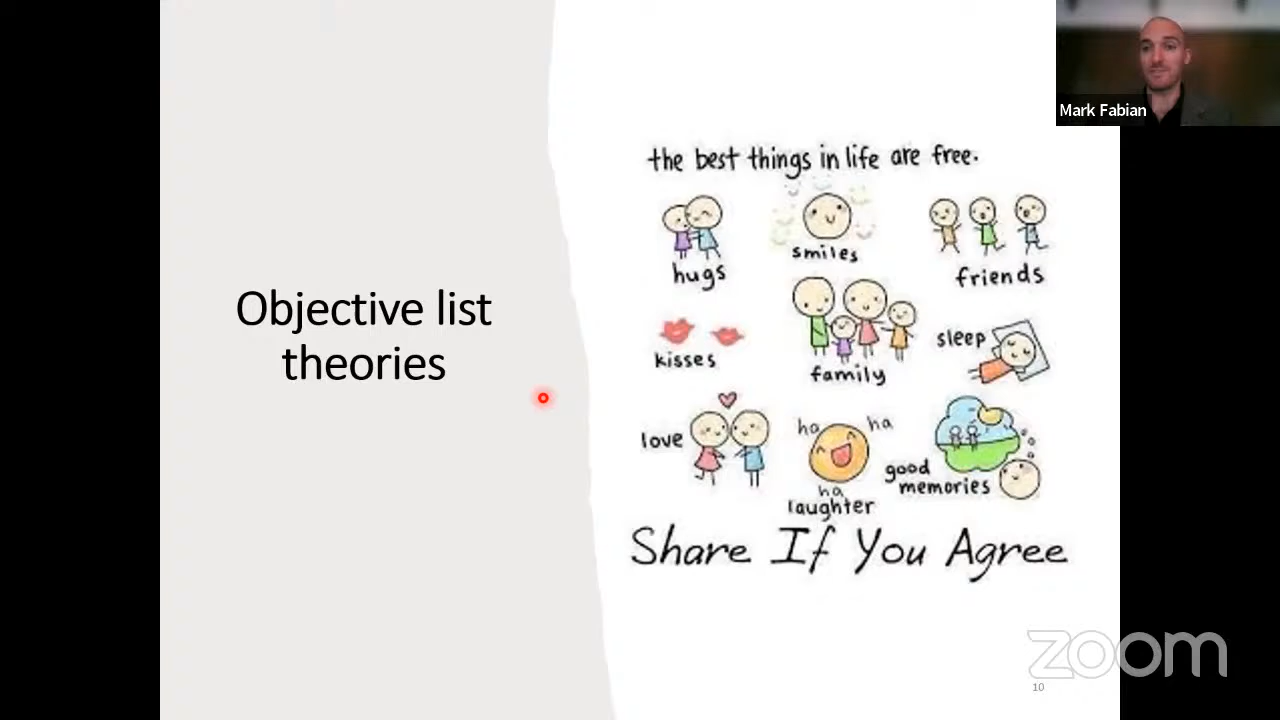 Mark Fabian
Objective list
theories
the best things in life are free.
hugs
smiles
friends
kisses
family
sleep
love
ha
ha
ha
laughter
good
memories
Share If You Agree
zoom
10